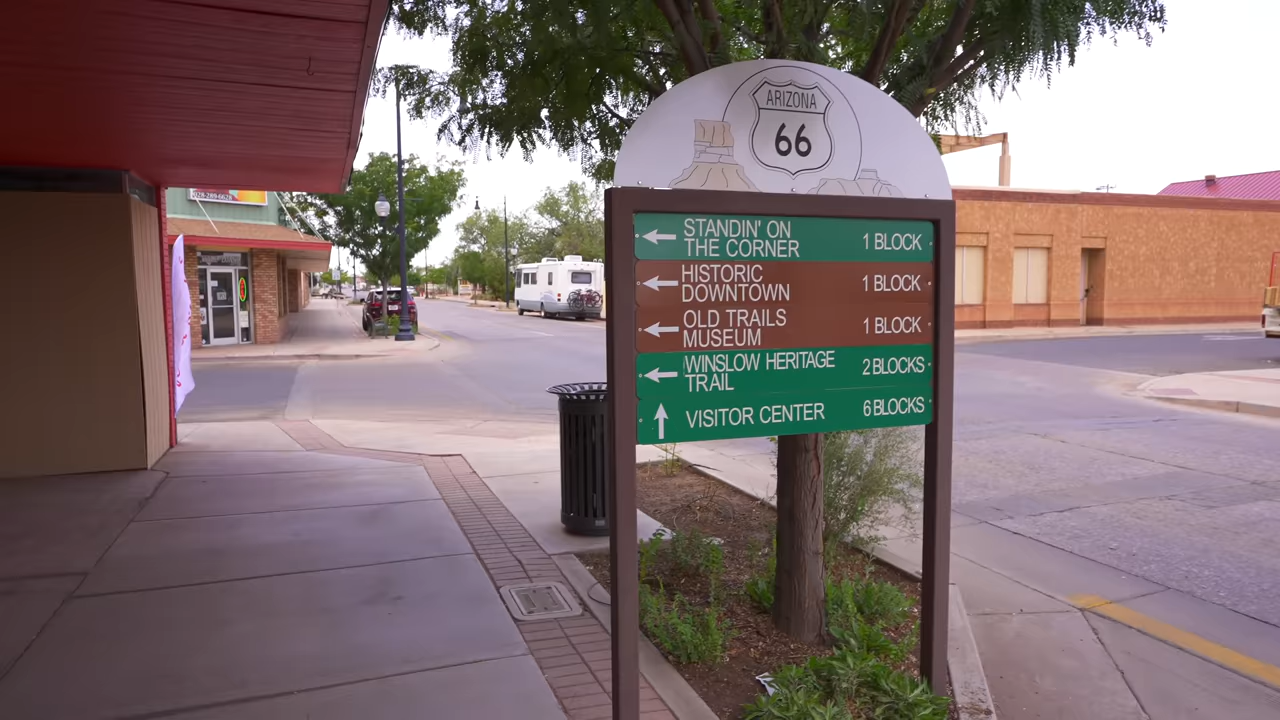 ARIZONA
66
STANDIN' ON
THE CORNER
1 BLOCK
HISTORIC
DOWNTOWN
1 BLOCK
OLD TRAILS
MUSEUM
1 BLOCK
WINSLOW HERITAGE
TRAIL
2 BLOCKS
VISITOR CENTER
6 BLOCKS